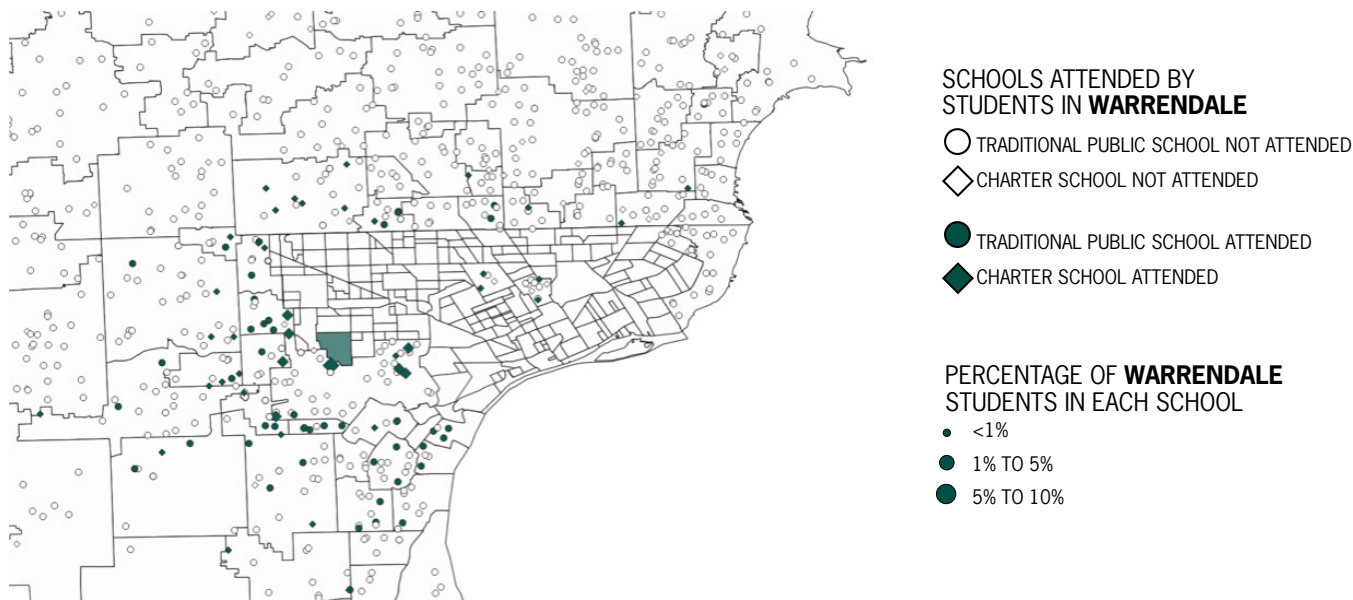 SCHOOLS ATTENDED BY
STUDENTS IN WARRENDALE
TRADITIONAL PUBLIC SCHOOL NOT ATTENDED
CHARTER SCHOOL NOT ATTENDED
TRADITIONAL PUBLIC SCHOOL ATTENDED
CHARTER SCHOOL ATTENDED
PERCENTAGE OF WARRENDALE
STUDENTS IN EACH SCHOOL
<1%
1% TO 5%
5% TO 10%